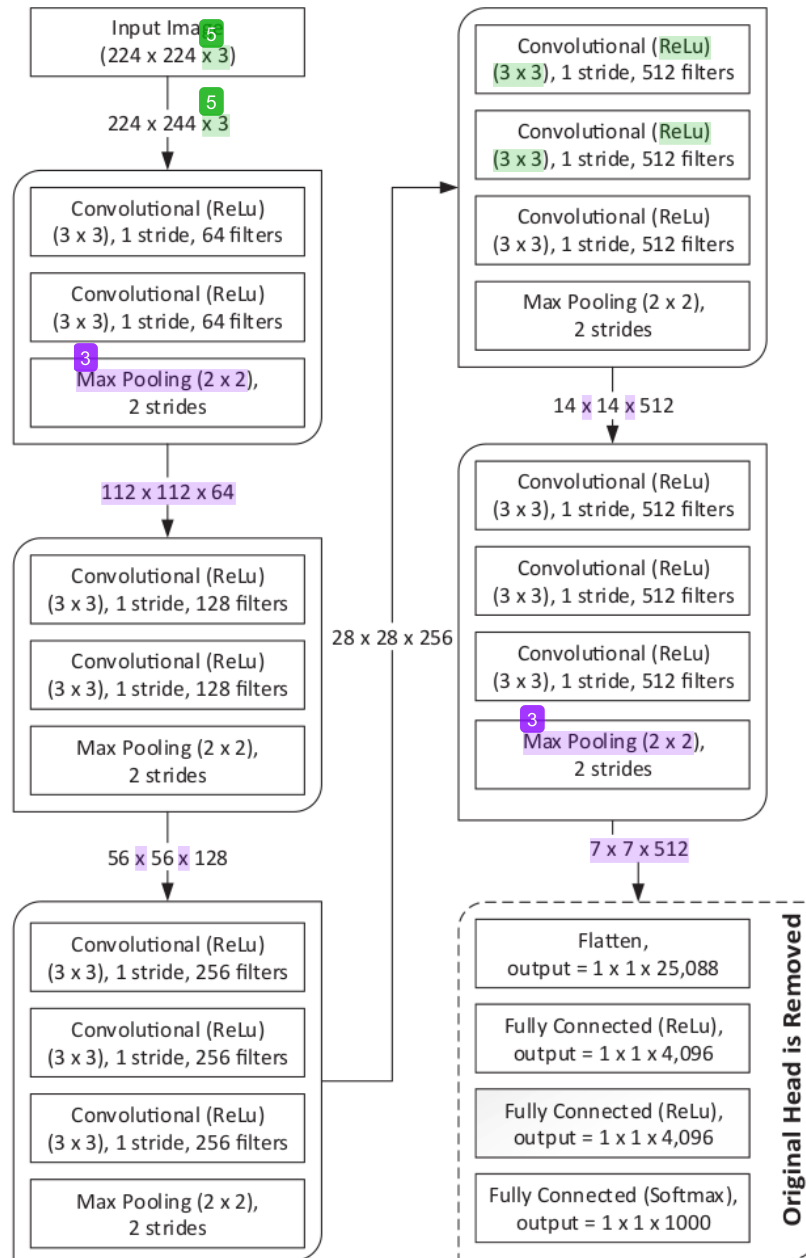 Input Image
(224 x 224 x 3)
5
5
224 x 244 x 3
Convolutional (ReLu)
(3 x 3), 1 stride, 64 filters
Convolutional (ReLu)
(3 x 3), 1 stride, 64 filters
3
Max Pooling (2 x 2),
2 strides
112 x 112 x 64
Convolutional (ReLu)
(3 x 3), 1 stride, 128 filters
Convolutional (ReLu)
(3 x 3), 1 stride, 128 filters
Max Pooling (2 x 2),
2 strides
56 x 56 x 128
Convolutional (ReLu)
(3 x 3), 1 stride, 256 filters
Convolutional (ReLu)
(3 x 3), 1 stride, 256 filters
Convolutional (ReLu)
(3 x 3), 1 stride, 256 filters
Max Pooling (2 x 2),
2 strides
28 x 28 x 256
Convolutional (ReLu)
(3 x 3), 1 stride, 512 filters
Convolutional (ReLu)
(3 x 3), 1 stride, 512 filters
Convolutional (ReLu)
(3 x 3), 1 stride, 512 filters
Max Pooling (2 x 2),
2 strides
14 x 14 x 512
Convolutional (ReLu)
(3 x 3), 1 stride, 512 filters
Convolutional (ReLu)
(3 x 3), 1 stride, 512 filters
Convolutional (ReLu)
(3 x 3), 1 stride, 512 filters
3
Max Pooling (2 x 2),
2 strides
7 x 7 x 512
Flatten,
output = 1 x 1 x 25,088
Fully Connected (ReLu),
output = 1 x 1 x 4,096
Fully Connected (ReLu),
output = 1 x 1 x 4,096
Fully Connected (Softmax),
output = 1 x 1 x 1000
Original Head is Removed